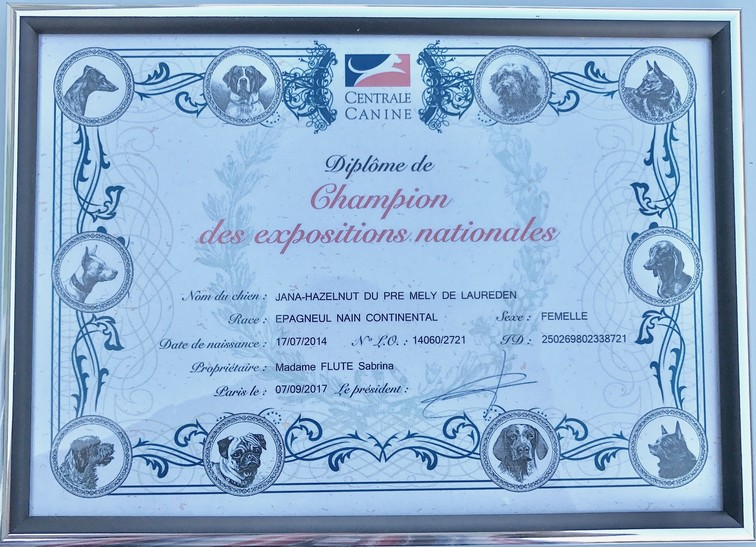 CENTRALE
CANINE
Diplôme de
Champion
des expositions nationales
Nom du chien : JANA-HAZELNUT DU PRE MELY DE LAUREDEN
Race : EPAGNEUL NAIN CONTINENTAL Sexe : FEMELLE
Date de naissance : 17/07/2014 N° L.O. : 14060/2721 ID : 250269802338721
Propriétaire : Madame FLUTE Sabrina
Paris le : 07/09/2017 Le président :